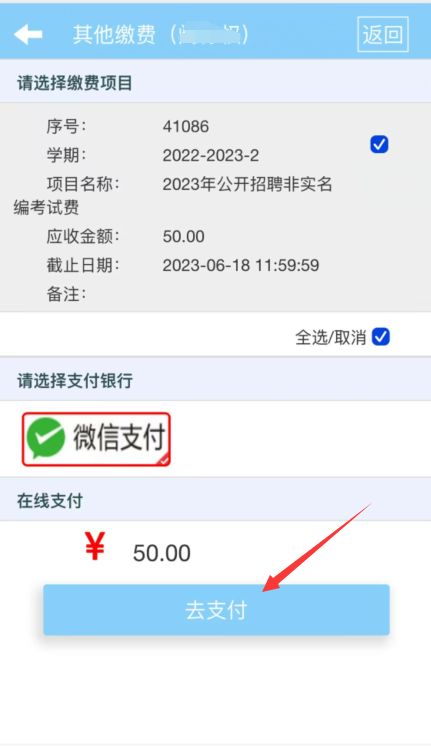 其他缴费（
）
返回
请选择缴费项目
序号： 41086
学期： 2022-2023-2
项目名称： 2023年公开招聘非实名
编考试费
应收金额： 50.00
截止日期： 2023-06-18 11:59:59
备注：
全选/取消
请选择支付银行
微信支付
在线支付
¥ 50.00
去支付